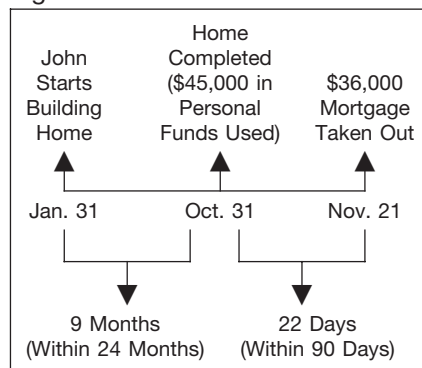 John
Starts
Building
Home
Home
Completed
($45,000 in
Personal
Funds Used)
$36,000
Mortgage
Taken Out
Jan. 31
Oct. 31
Nov. 21
9 Months
(Within 24 Months)
22 Days
(Within 90 Days)